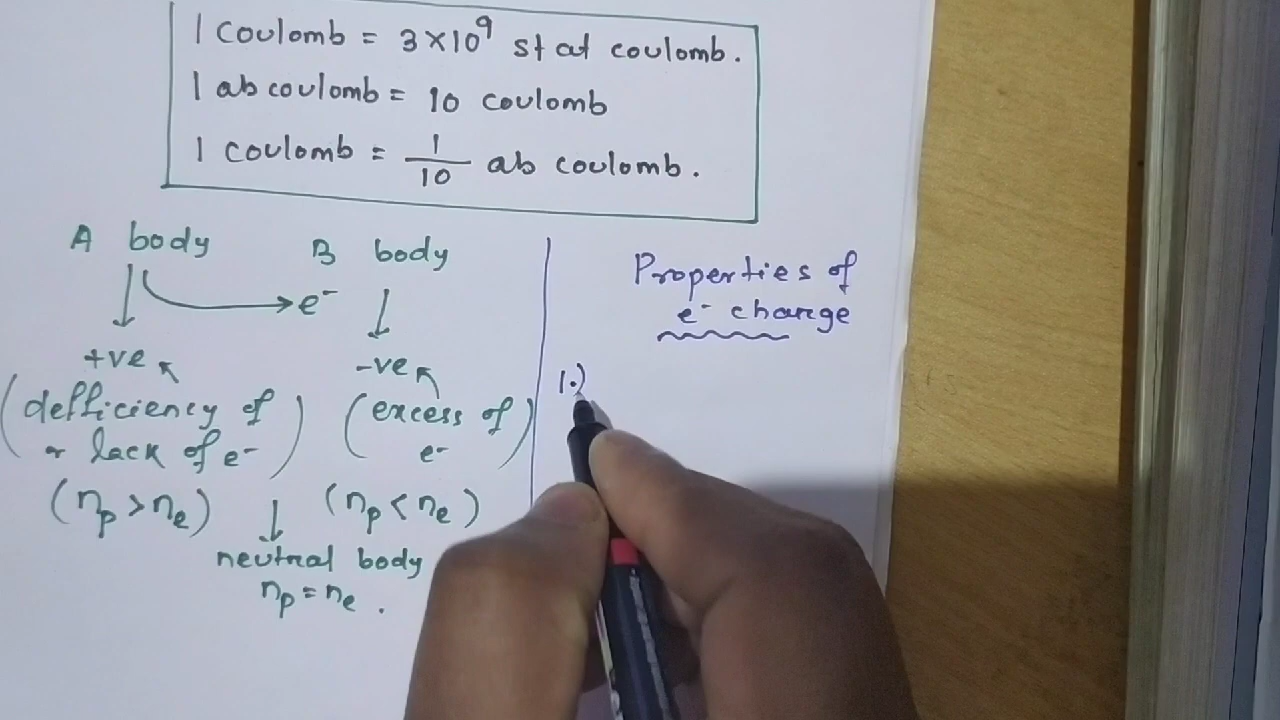 1 Coulomb = 3×10⁹ stat coulomb.
1 ab coulomb = 10 coulomb
1 coulomb = 1/10 ab coulomb.
A body
B body
e⁻
+ve
-ve
(defficiency of
or lack of e⁻)
(excess of
e⁻)
(np > ne)
(np < ne)
neutral body
np = ne .
Properties of
e⁻ charge
1.)